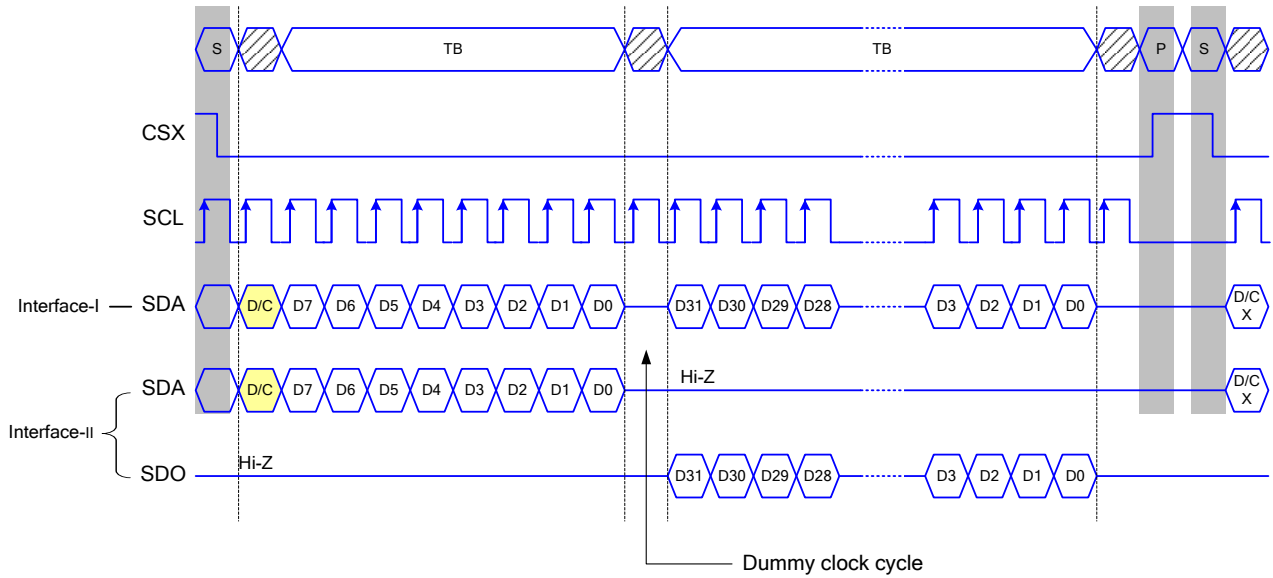 S TB TB P S
CSX
SCL
Interface-I SDA D/C D7 D6 D5 D4 D3 D2 D1 D0 D31 D30 D29 D28 D3 D2 D1 D0 D/C X
SDA D/C D7 D6 D5 D4 D3 D2 D1 D0 Hi-Z D/C X
Interface-II
SDO Hi-Z D31 D30 D29 D28 D3 D2 D1 D0
Dummy clock cycle